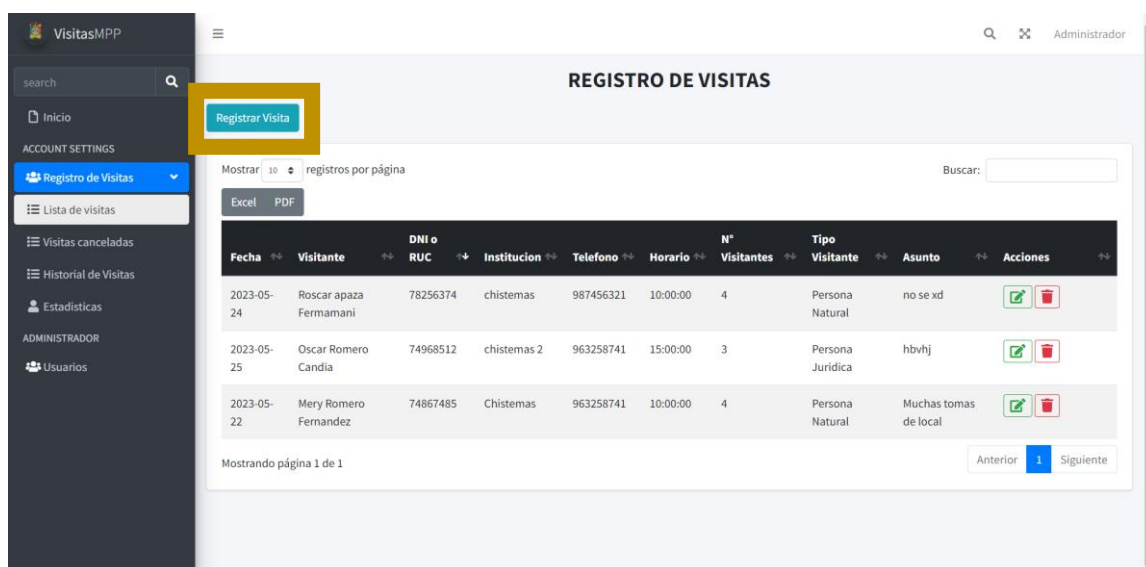 VisitasMPP
Administrador
search
REGISTRO DE VISITAS
Inicio
Registrar Visita
ACCOUNT SETTINGS
Registro de Visitas
Mostrar 10 registros por página
Buscar:
Lista de visitas
Excel PDF
Visitas canceladas
Historial de Visitas
Estadisticas
ADMINISTRADOR
Usuarios
Fecha Visitante DNI o RUC Institucion Telefono Horario N° Visitantes Tipo Visitante Asunto Acciones
2023-05-24 Roscar apaza Fermamani 78256374 chistemas 987456321 10:00:00 4 Persona Natural no se xd
2023-05-25 Oscar Romero Candia 74968512 chistemas 2 963258741 15:00:00 3 Persona Juridica hbvhj
2023-05-22 Mery Romero Fernandez 74867485 Chistemas 963258741 10:00:00 4 Persona Natural Muchas tomas de local
Mostrando página 1 de 1
Anterior 1 Siguiente